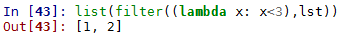 In [43]: list(filter((lambda x: x<3),lst))
Out[43]: [1, 2]